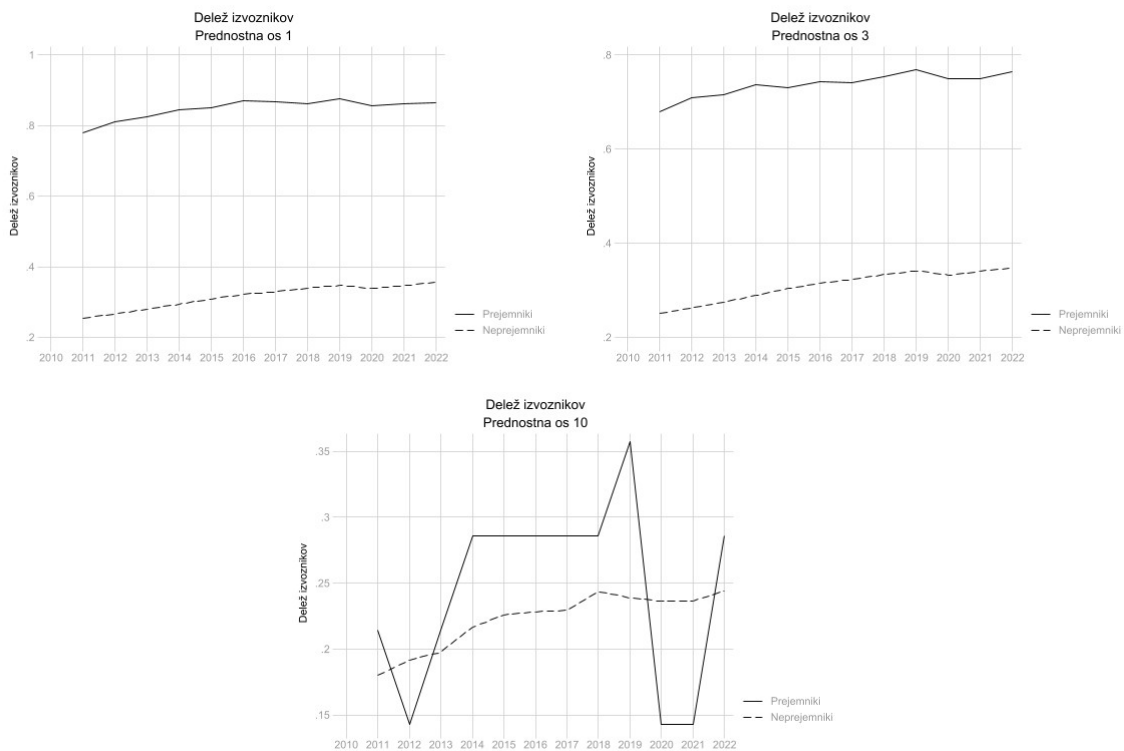 Delež izvoznikov
Prednostna os 1
1
.8
.6
.4
.2
Delež izvoznikov
2010 2011 2012 2013 2014 2015 2016 2017 2018 2019 2020 2021 2022
Prejemniki
Neprejemniki
Delež izvoznikov
Prednostna os 3
.8
.6
.4
.2
Delež izvoznikov
2010 2011 2012 2013 2014 2015 2016 2017 2018 2019 2020 2021 2022
Prejemniki
Neprejemniki
Delež izvoznikov
Prednostna os 10
.35
.3
.25
.2
.15
Delež izvoznikov
2010 2011 2012 2013 2014 2015 2016 2017 2018 2019 2020 2021 2022
Prejemniki
Neprejemniki